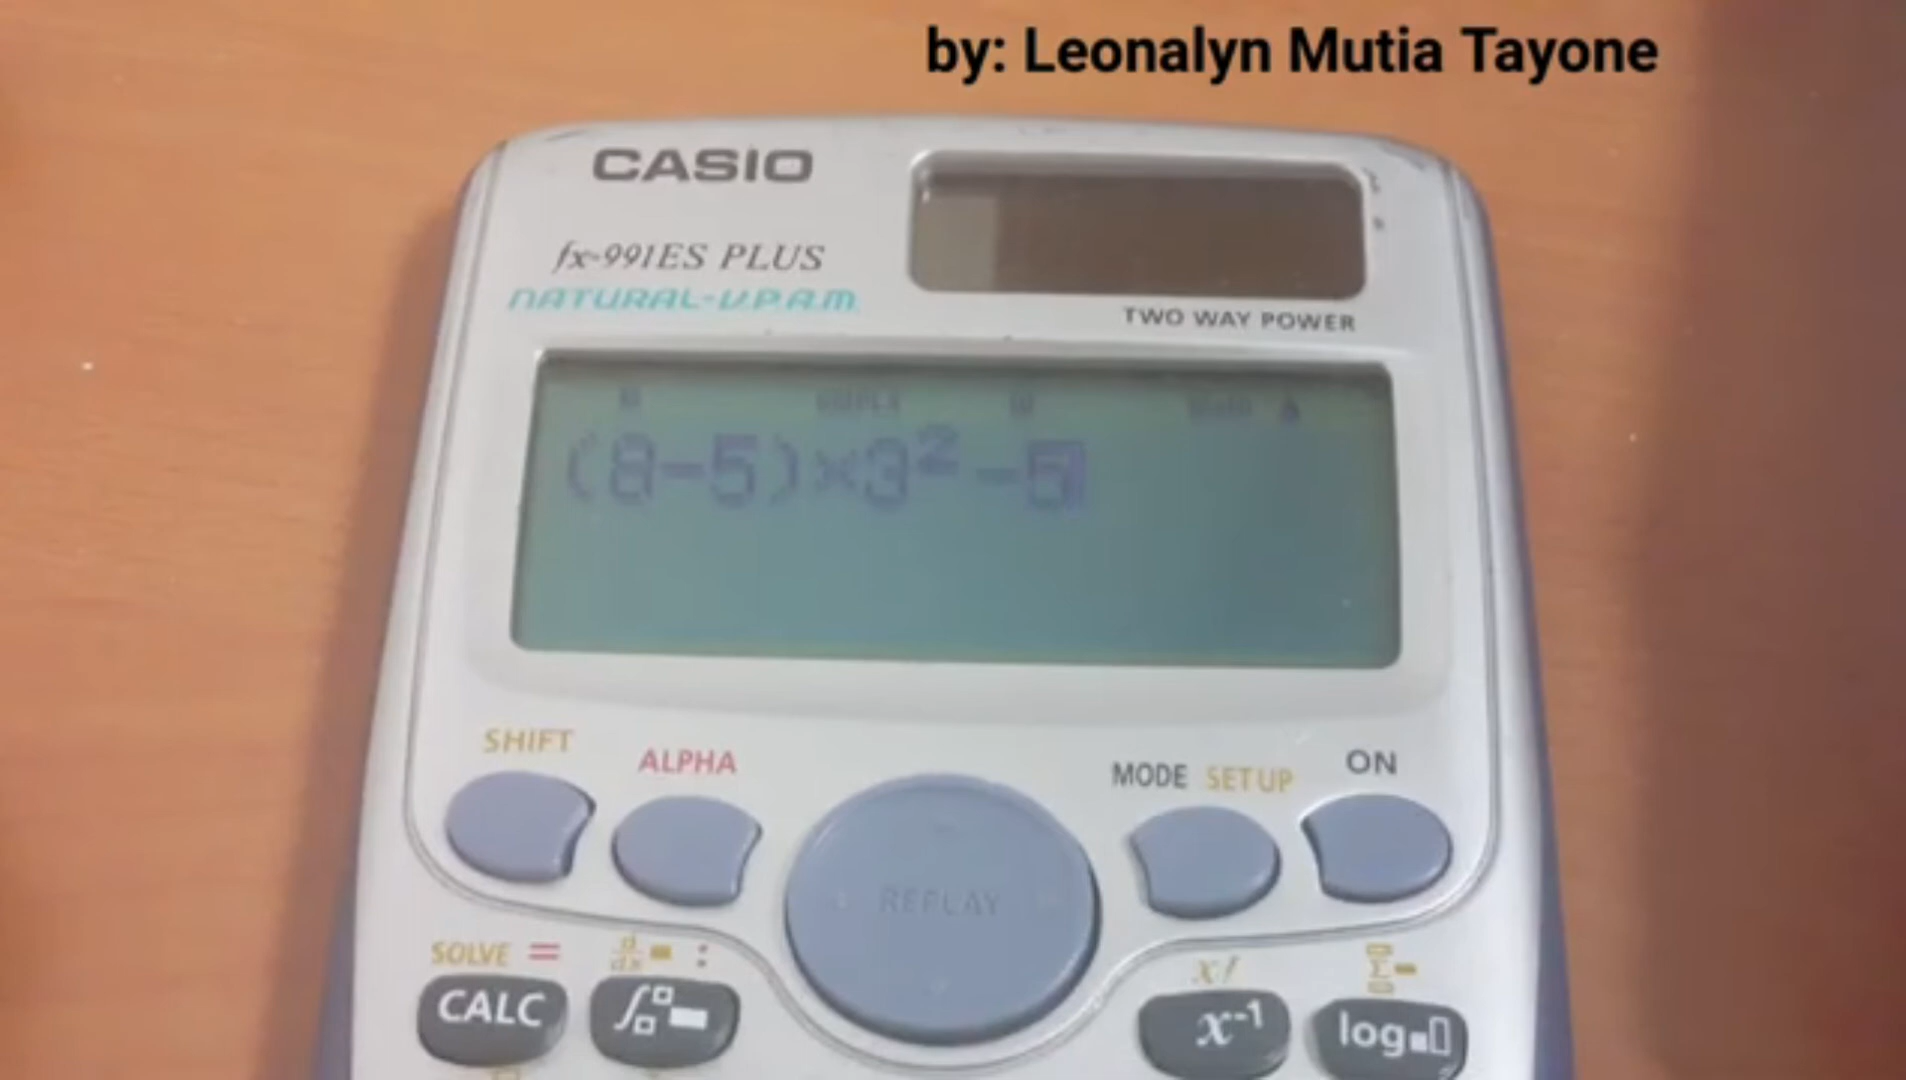 by: Leonalyn Mutia Tayone
CASIO
fx-991ES PLUS
NATURAL-V.P.A.M.
TWO WAY POWER
(8-5)×3²-5
SHIFT
ALPHA
MODE SETUP
ON
REPLAY
SOLVE =
d/dx :
x!
Σ
CALC
∫
x⁻¹
log